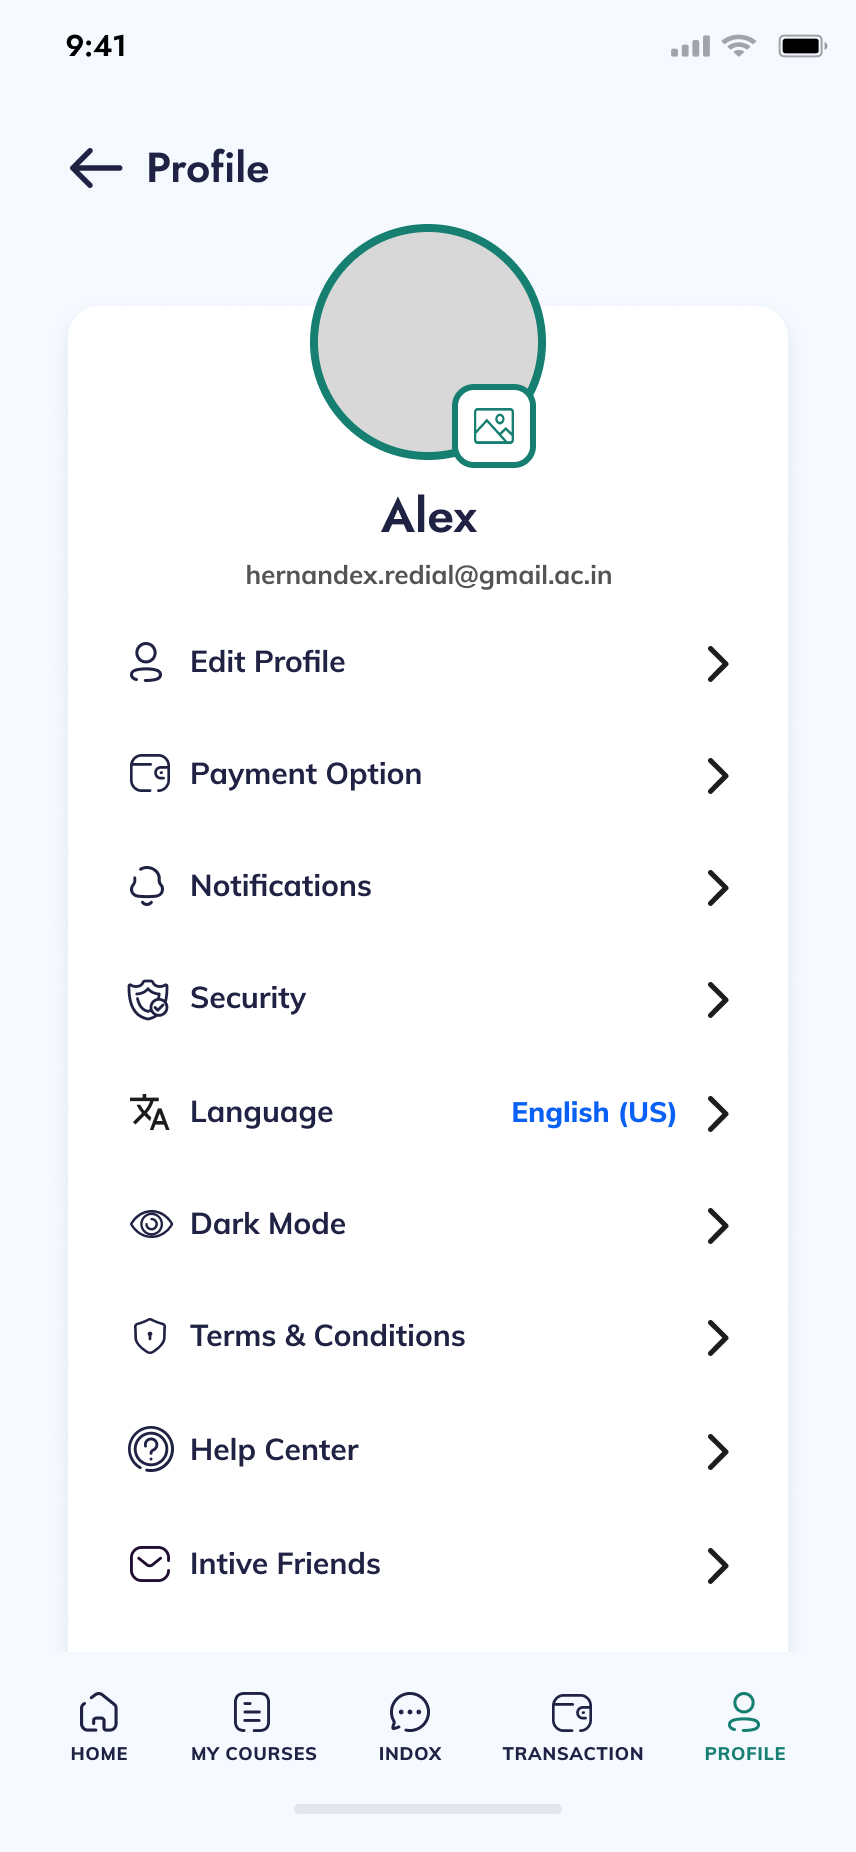 9:41
Profile
Alex
hernandex.redial@gmail.ac.in
Edit Profile
Payment Option
Notifications
Security
Language English (US)
Dark Mode
Terms & Conditions
Help Center
Intive Friends
HOME MY COURSES INDOX TRANSACTION PROFILE